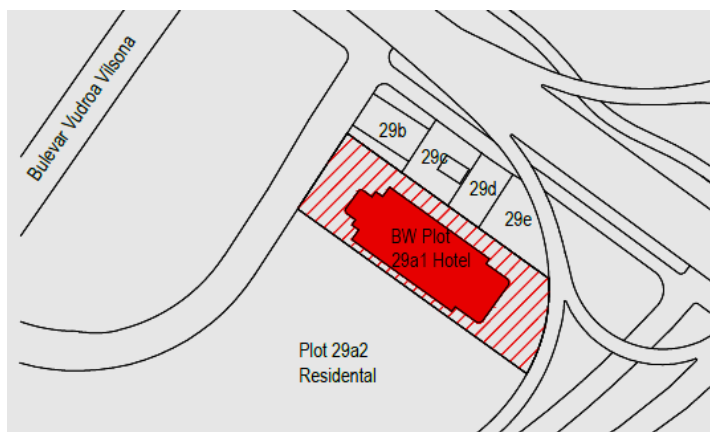 Bulevar Vudroa Vilsona
29b
29c
29d
29e
BW Plot
29a1 Hotel
Plot 29a2
Residental